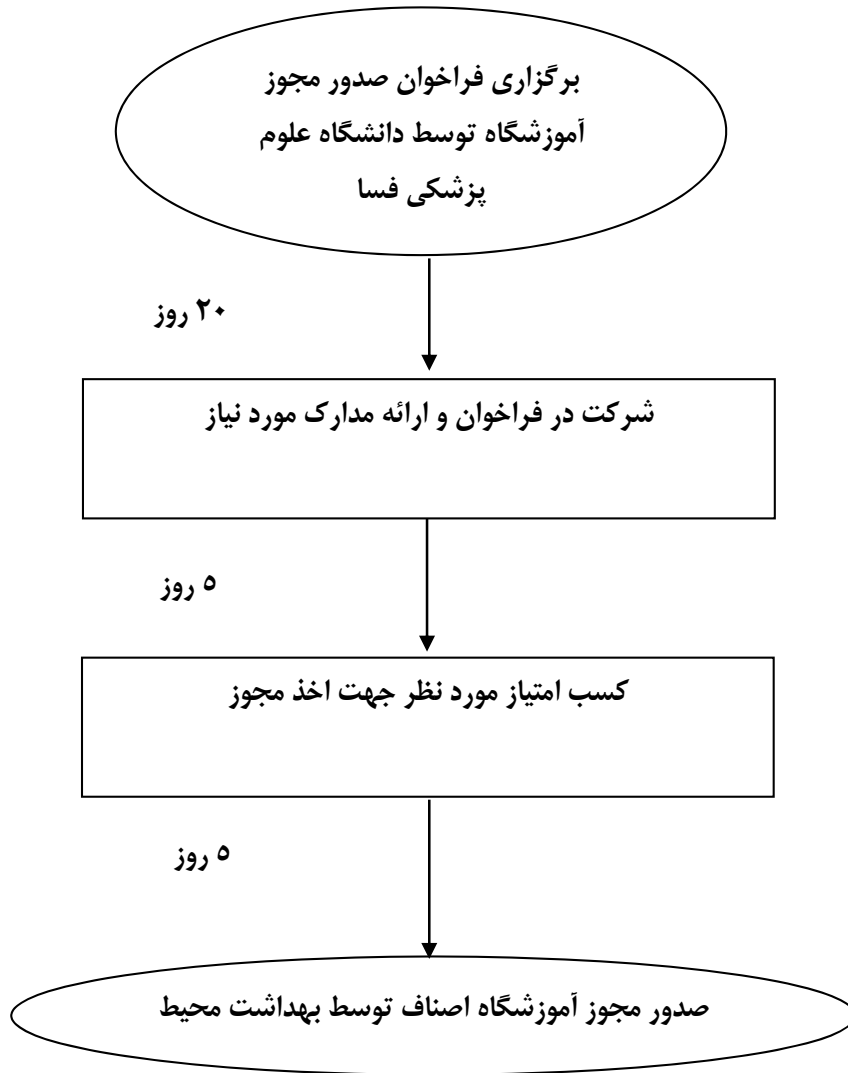 برگزاری فراخوان صدور مجوز
آموزشگاه توسط دانشگاه علوم
پزشکی فسا
۲۰ روز
شرکت در فراخوان و ارائه مدارک مورد نیاز
۵ روز
کسب امتیاز مورد نظر جهت اخذ مجوز
۵ روز
صدور مجوز آموزشگاه اصناف توسط بهداشت محیط